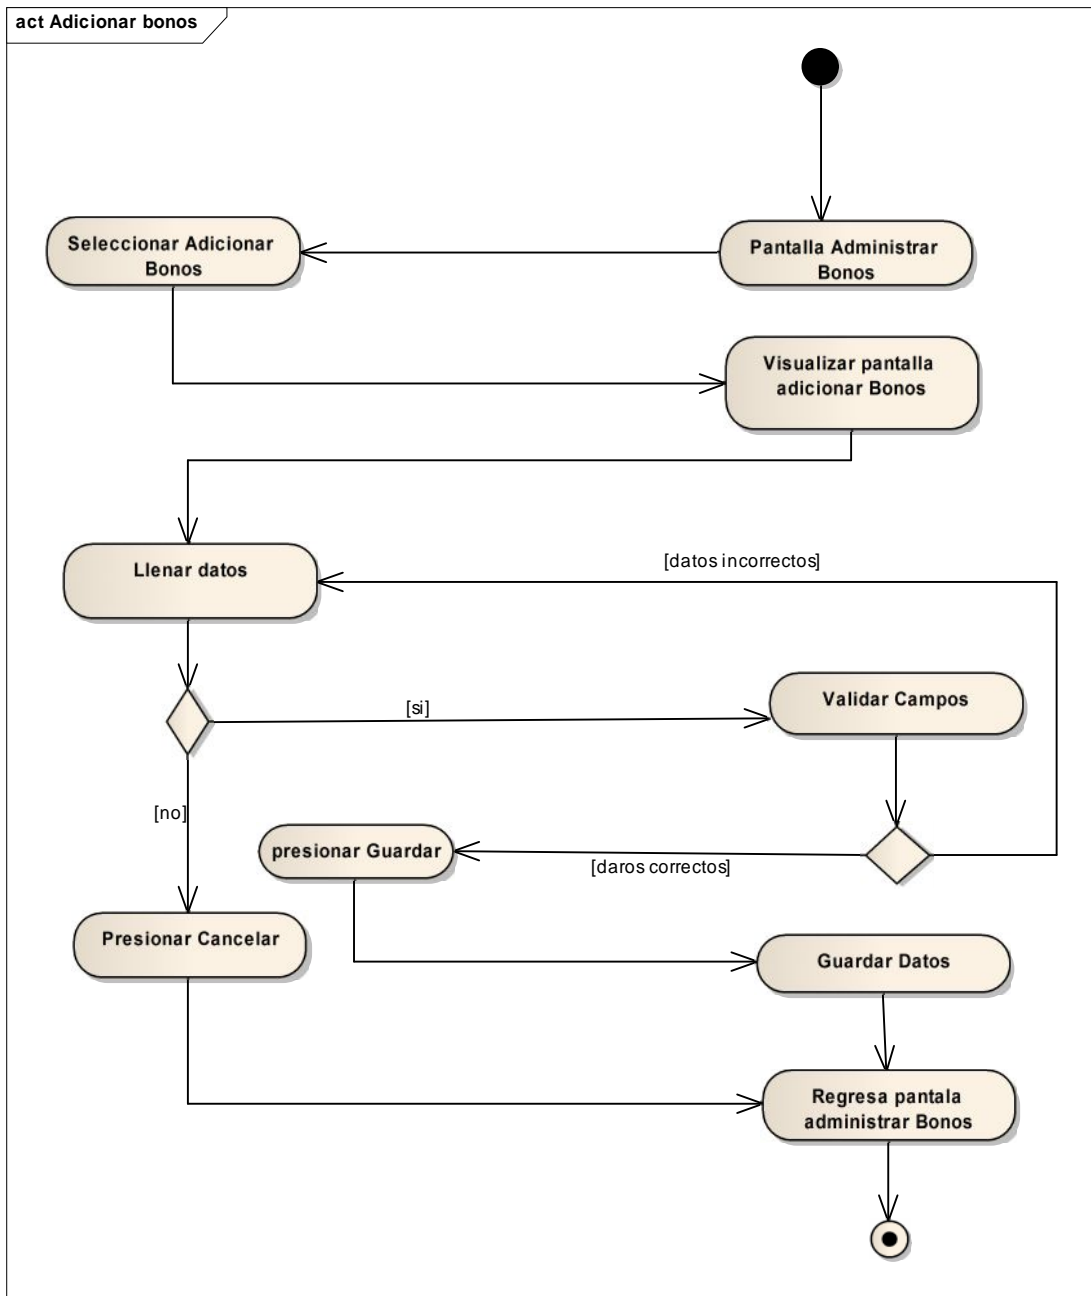 act Adicionar bonos
Seleccionar Adicionar
Bonos
Pantalla Administrar
Bonos
Visualizar pantalla
adicionar Bonos
Llenar datos
[datos incorrectos]
[si]
Validar Campos
[no]
presionar Guardar
[daros correctos]
Presionar Cancelar
Guardar Datos
Regresa pantala
administrar Bonos